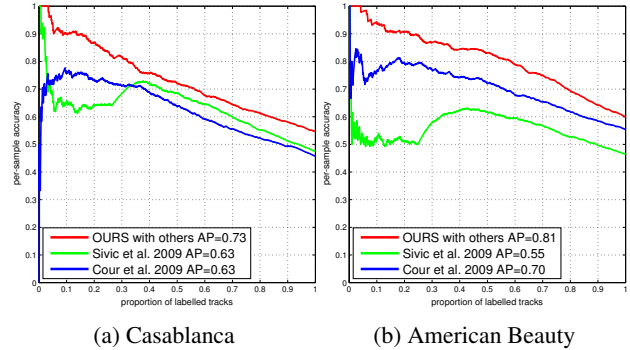 1
0.9
0.8
0.7
0.6
0.5
0.4
0.3
0.2
0.1
0
per-sample accuracy
OURS with others AP=0.73
Sivic et al. 2009 AP=0.63
Cour et al. 2009 AP=0.63
0 0.1 0.2 0.3 0.4 0.5 0.6 0.7 0.8 0.9 1
proportion of labelled tracks
(a) Casablanca
1
0.9
0.8
0.7
0.6
0.5
0.4
0.3
0.2
0.1
0
per-sample accuracy
OURS with others AP=0.81
Sivic et al. 2009 AP=0.55
Cour et al. 2009 AP=0.70
0 0.1 0.2 0.3 0.4 0.5 0.6 0.7 0.8 0.9 1
proportion of labelled tracks
(b) American Beauty